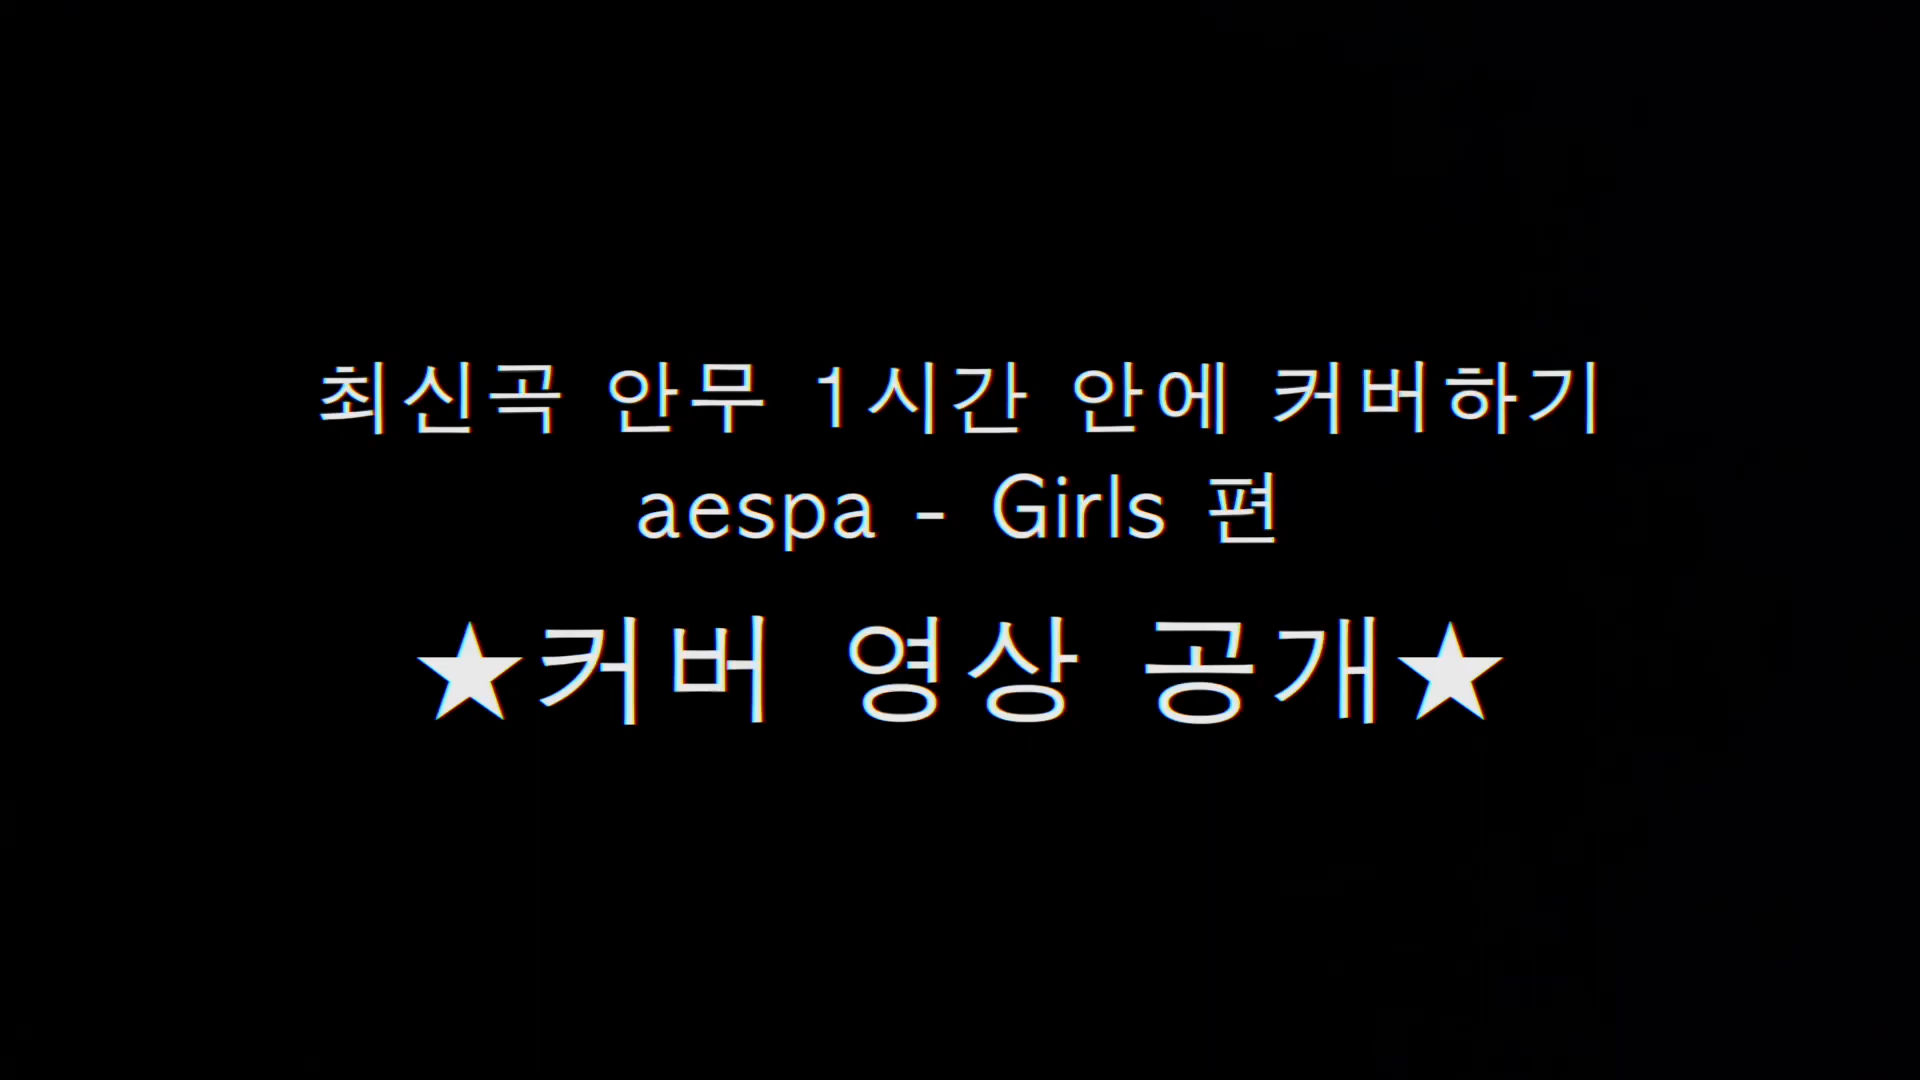 최신곡 안무 1시간 안에 커버하기
aespa - Girls 편
★커버 영상 공개★